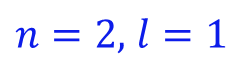 n = 2, l = 1